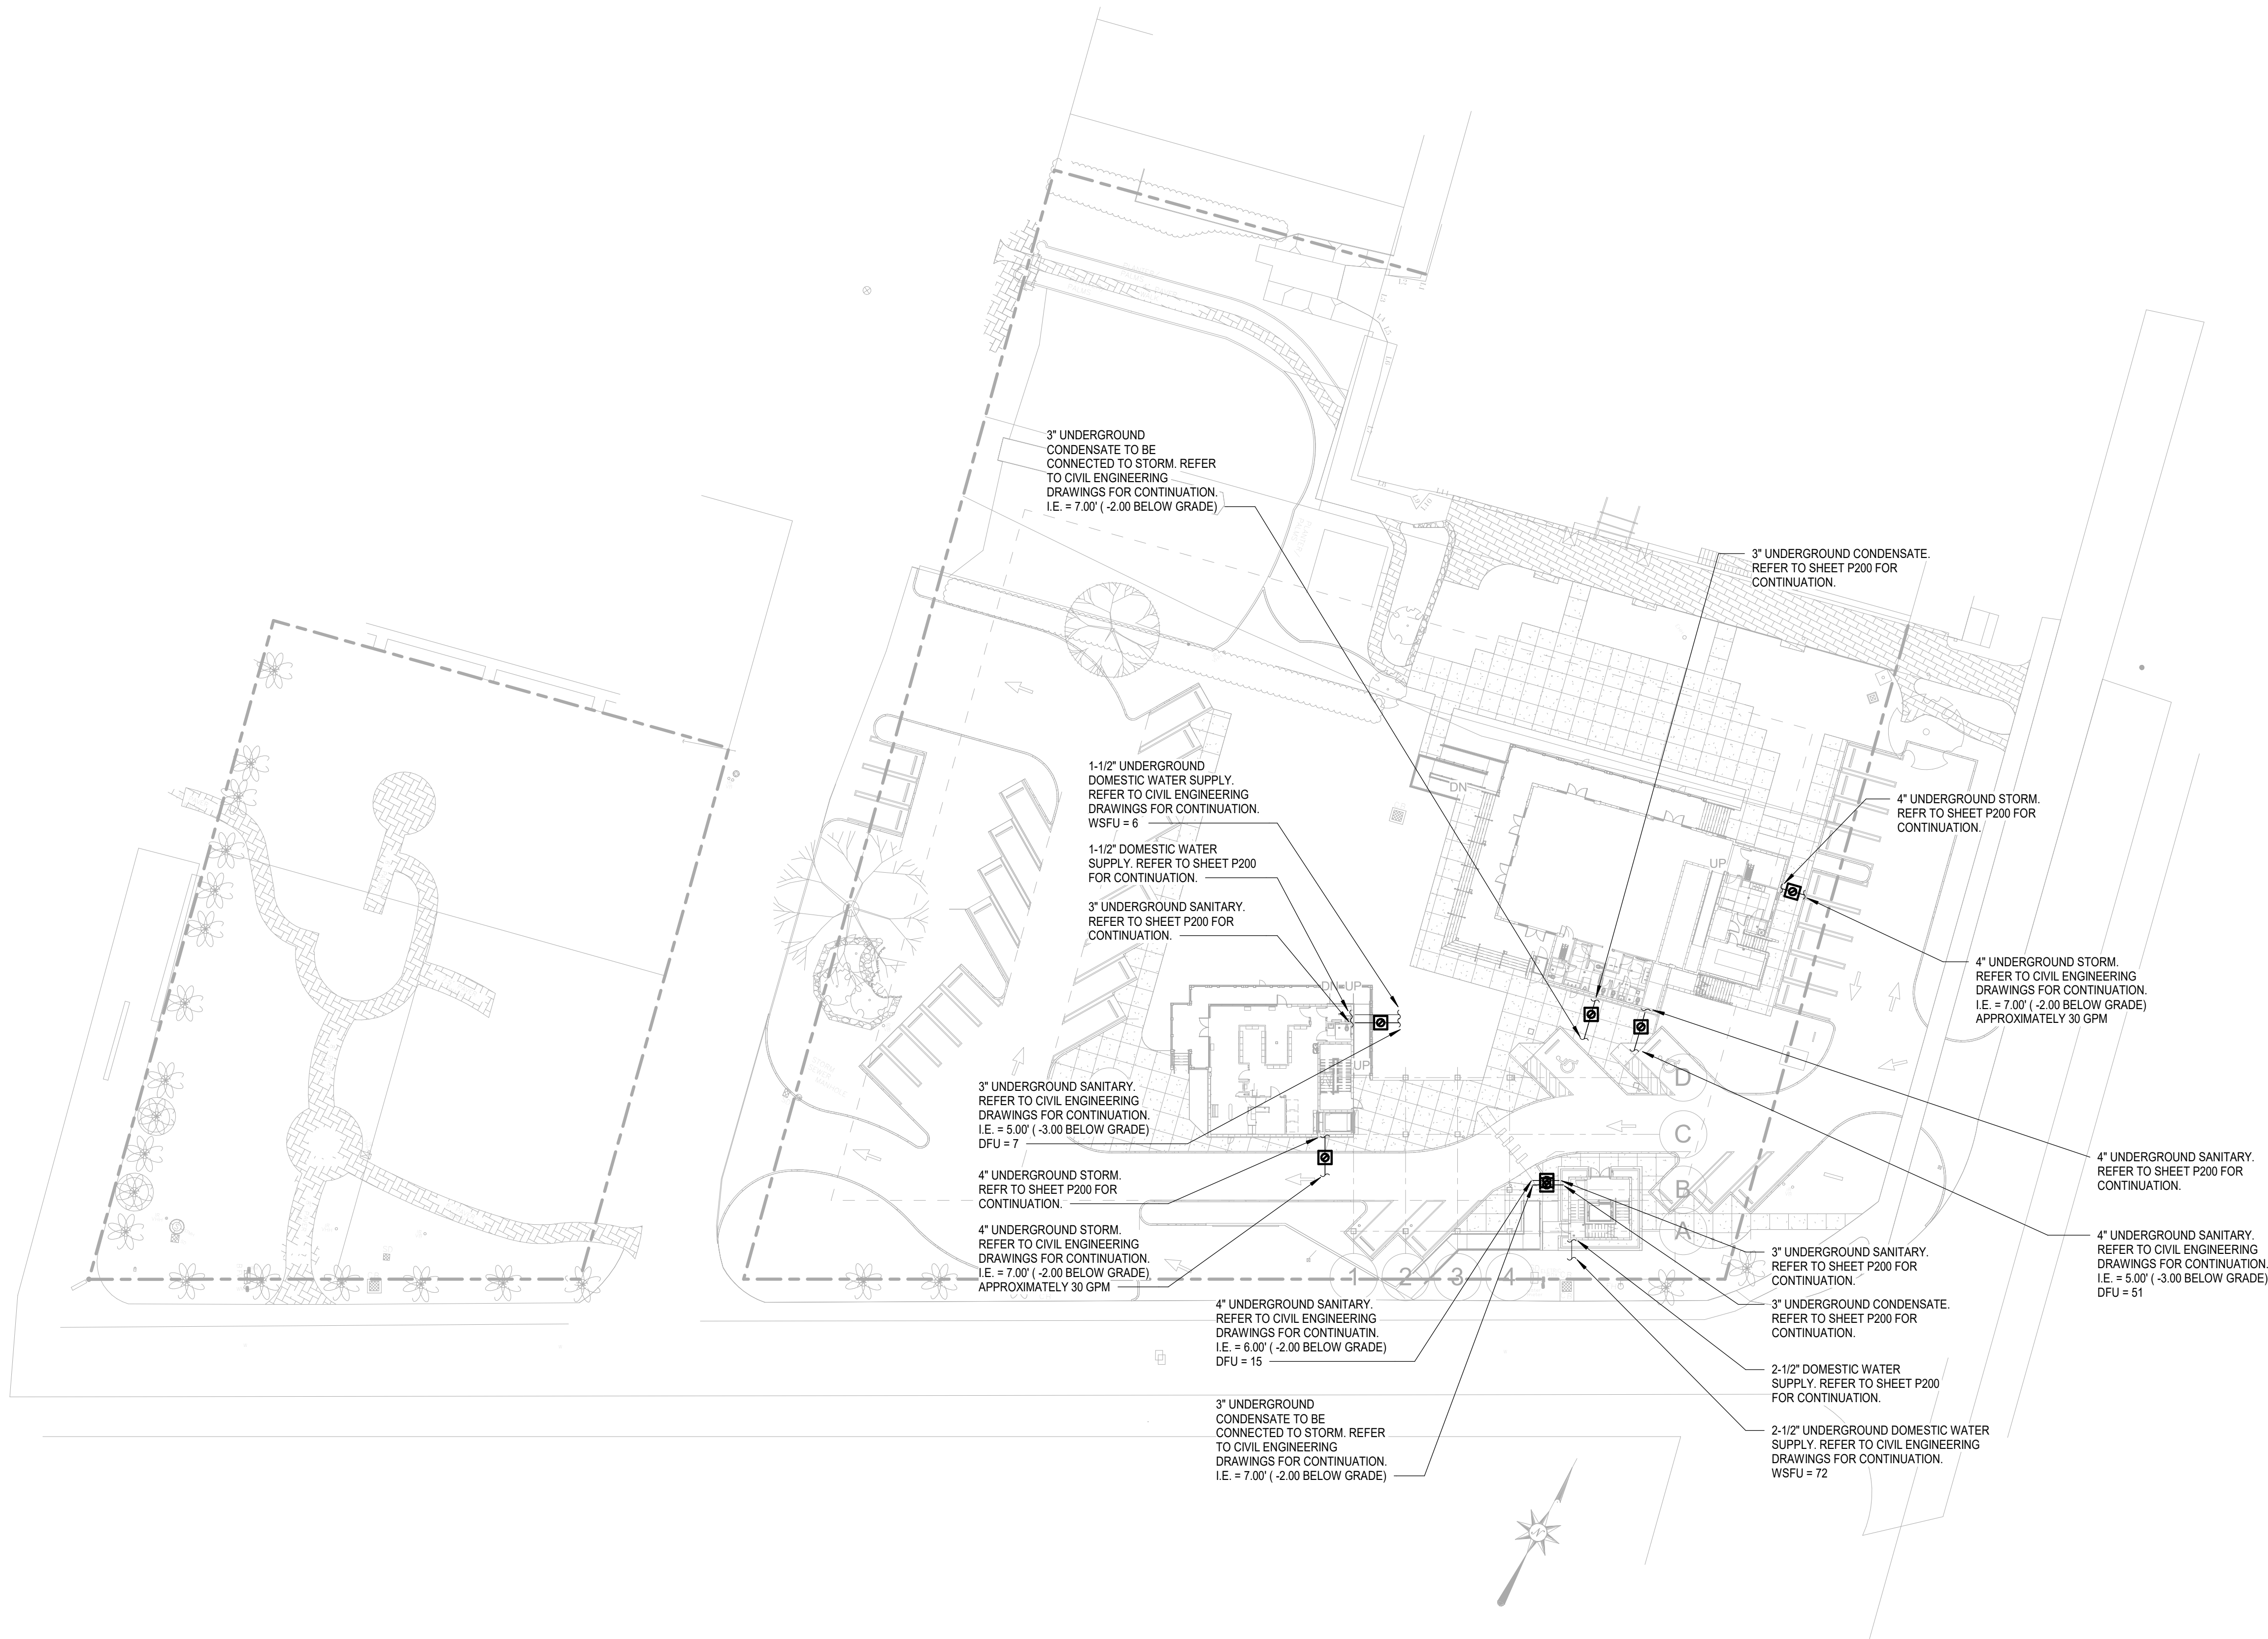 3" UNDERGROUND
CONDENSATE TO BE
CONNECTED TO STORM. REFER
TO CIVIL ENGINEERING
DRAWINGS FOR CONTINUATION.
I.E. = 7.00' ( -2.00 BELOW GRADE)
3" UNDERGROUND CONDENSATE.
REFER TO SHEET P200 FOR
CONTINUATION.
1-1/2" UNDERGROUND
DOMESTIC WATER SUPPLY.
REFER TO CIVIL ENGINEERING
DRAWINGS FOR CONTINUATION.
WSFU = 6
1-1/2" DOMESTIC WATER
SUPPLY. REFER TO SHEET P200
FOR CONTINUATION.
3" UNDERGROUND SANITARY.
REFER TO SHEET P200 FOR
CONTINUATION.
DN
UP
4" UNDERGROUND STORM.
REFR TO SHEET P200 FOR
CONTINUATION.
4" UNDERGROUND STORM.
REFER TO CIVIL ENGINEERING
DRAWINGS FOR CONTINUATION.
I.E. = 7.00' ( -2.00 BELOW GRADE)
APPROXIMATELY 30 GPM
DN UP
UP
3" UNDERGROUND SANITARY.
REFER TO CIVIL ENGINEERING
DRAWINGS FOR CONTINUATION.
I.E. = 5.00' ( -3.00 BELOW GRADE)
DFU = 7
4" UNDERGROUND STORM.
REFR TO SHEET P200 FOR
CONTINUATION.
4" UNDERGROUND STORM.
REFER TO CIVIL ENGINEERING
DRAWINGS FOR CONTINUATION.
I.E. = 7.00' ( -2.00 BELOW GRADE)
APPROXIMATELY 30 GPM
D
C
B
A
1 2 3 4
4" UNDERGROUND SANITARY.
REFER TO SHEET P200 FOR
CONTINUATION.
4" UNDERGROUND SANITARY.
REFER TO CIVIL ENGINEERING
DRAWINGS FOR CONTINUATION.
I.E. = 5.00' ( -3.00 BELOW GRADE)
DFU = 51
3" UNDERGROUND SANITARY.
REFER TO SHEET P200 FOR
CONTINUATION.
3" UNDERGROUND CONDENSATE.
REFER TO SHEET P200 FOR
CONTINUATION.
2-1/2" DOMESTIC WATER
SUPPLY. REFER TO SHEET P200
FOR CONTINUATION.
2-1/2" UNDERGROUND DOMESTIC WATER
SUPPLY. REFER TO CIVIL ENGINEERING
DRAWINGS FOR CONTINUATION.
WSFU = 72
4" UNDERGROUND SANITARY.
REFER TO CIVIL ENGINEERING
DRAWINGS FOR CONTINUATIN.
I.E. = 6.00' ( -2.00 BELOW GRADE)
DFU = 15
3" UNDERGROUND
CONDENSATE TO BE
CONNECTED TO STORM. REFER
TO CIVIL ENGINEERING
DRAWINGS FOR CONTINUATION.
I.E. = 7.00' ( -2.00 BELOW GRADE)
N